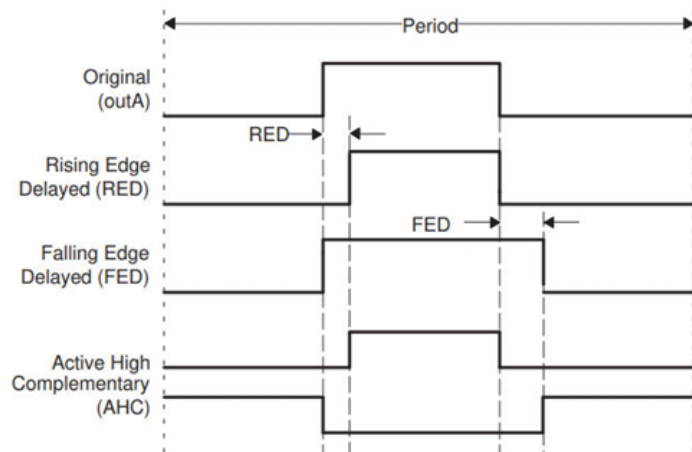 Period
Original
(outA)
RED
Rising Edge
Delayed (RED)
FED
Falling Edge
Delayed (FED)
Active High
Complementary
(AHC)